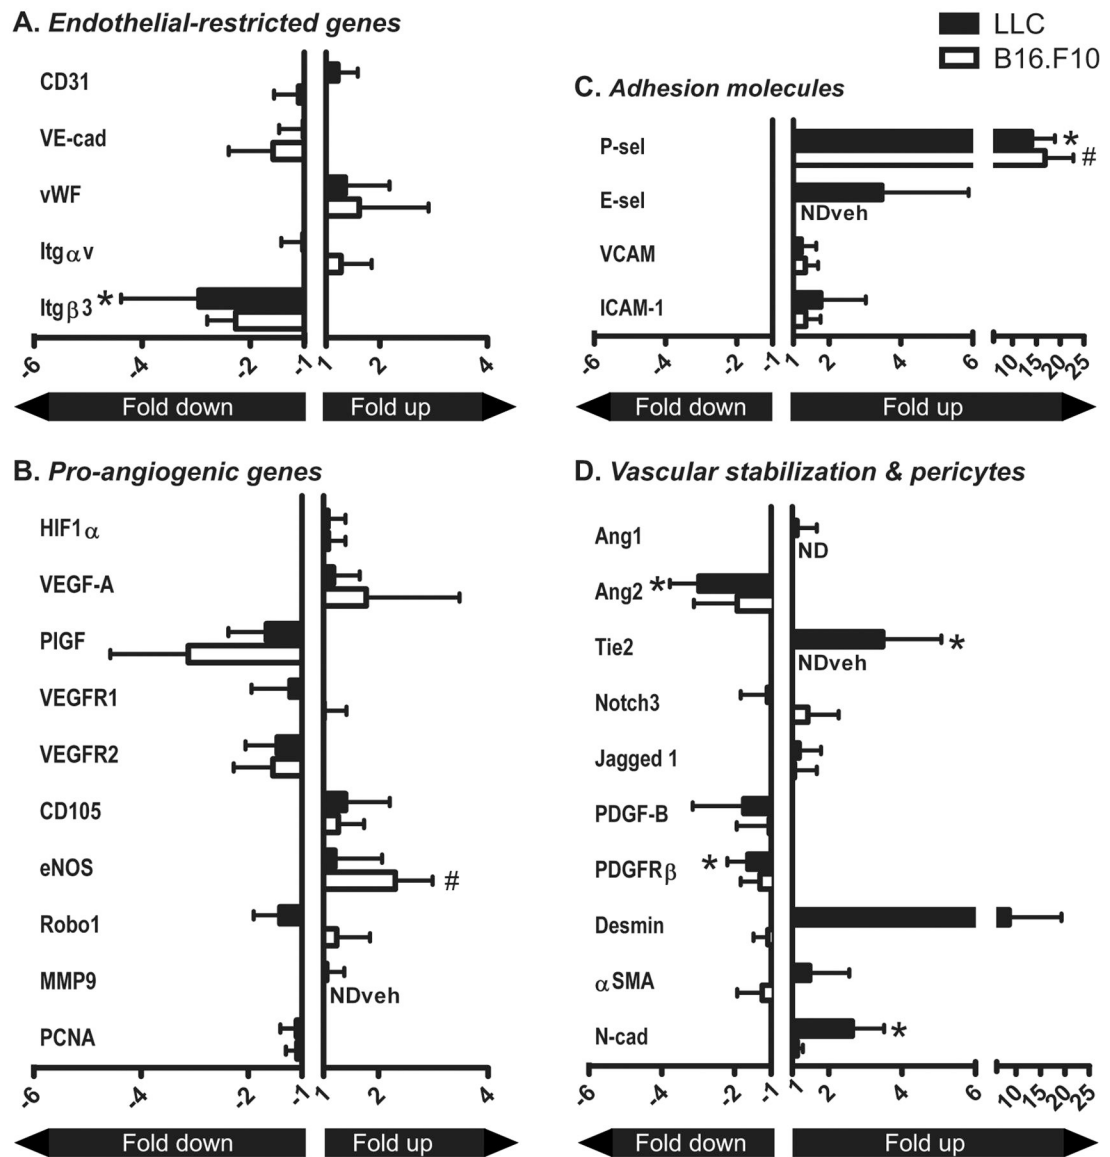 A. Endothelial-restricted genes
CD31
VE-cad
vWF
Itgαv
Itgβ3 *
-6 -4 -2 -1 1 2 4
Fold down Fold up
LLC
B16.F10
C. Adhesion molecules
P-sel *
#
E-sel
NDveh
VCAM
ICAM-1
-6 -4 -2 -1 1 2 4 6 10 15 20 25
Fold down Fold up
B. Pro-angiogenic genes
HIF1α
VEGF-A
PIGF
VEGFR1
VEGFR2
CD105
eNOS
#
Robo1
MMP9
NDveh
PCNA
-6 -4 -2 -1 1 2 4
Fold down Fold up
D. Vascular stabilization & pericytes
Ang1
ND
Ang2 *
Tie2 *
NDveh
Notch3
Jagged 1
PDGF-B
PDGFRβ *
Desmin
αSMA
N-cad *
-6 -4 -2 -1 1 2 4 6 10 15 20 25
Fold down Fold up